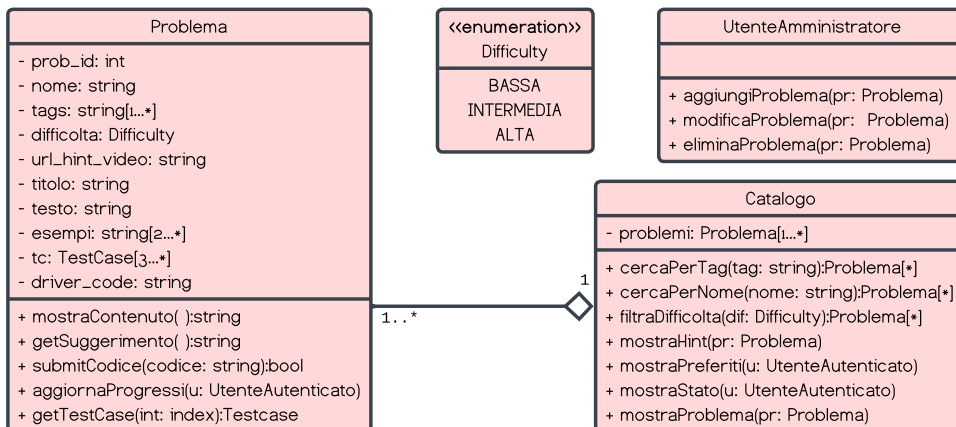 Problema
- prob_id: int
- nome: string
- tags: string[1...*]
- difficolta: Difficulty
- url_hint_video: string
- titolo: string
- testo: string
- esempi: string[2...*]
- tc: TestCase[3...*]
- driver_code: string
+ mostraContenuto( ):string
+ getSuggerimento( ):string
+ submitCodice(codice: string):bool
+ aggiornaProgressi(u: UtenteAutenticato)
+ getTestCase(int: index):Testcase
<<enumeration>>
Difficulty
BASSA
INTERMEDIA
ALTA
UtenteAmministratore
+ aggiungiProblema(pr: Problema)
+ modificaProblema(pr: Problema)
+ eliminaProblema(pr: Problema)
1..*
1
Catalogo
- problemi: Problema[1...*]
+ cercaPerTag(tag: string):Problema[*]
+ cercaPerNome(nome: string):Problema[*]
+ filtraDifficolta(dif: Difficulty):Problema[*]
+ mostraHint(pr: Problema)
+ mostraPreferiti(u: UtenteAutenticato)
+ mostraStato(u: UtenteAutenticato)
+ mostraProblema(pr: Problema)